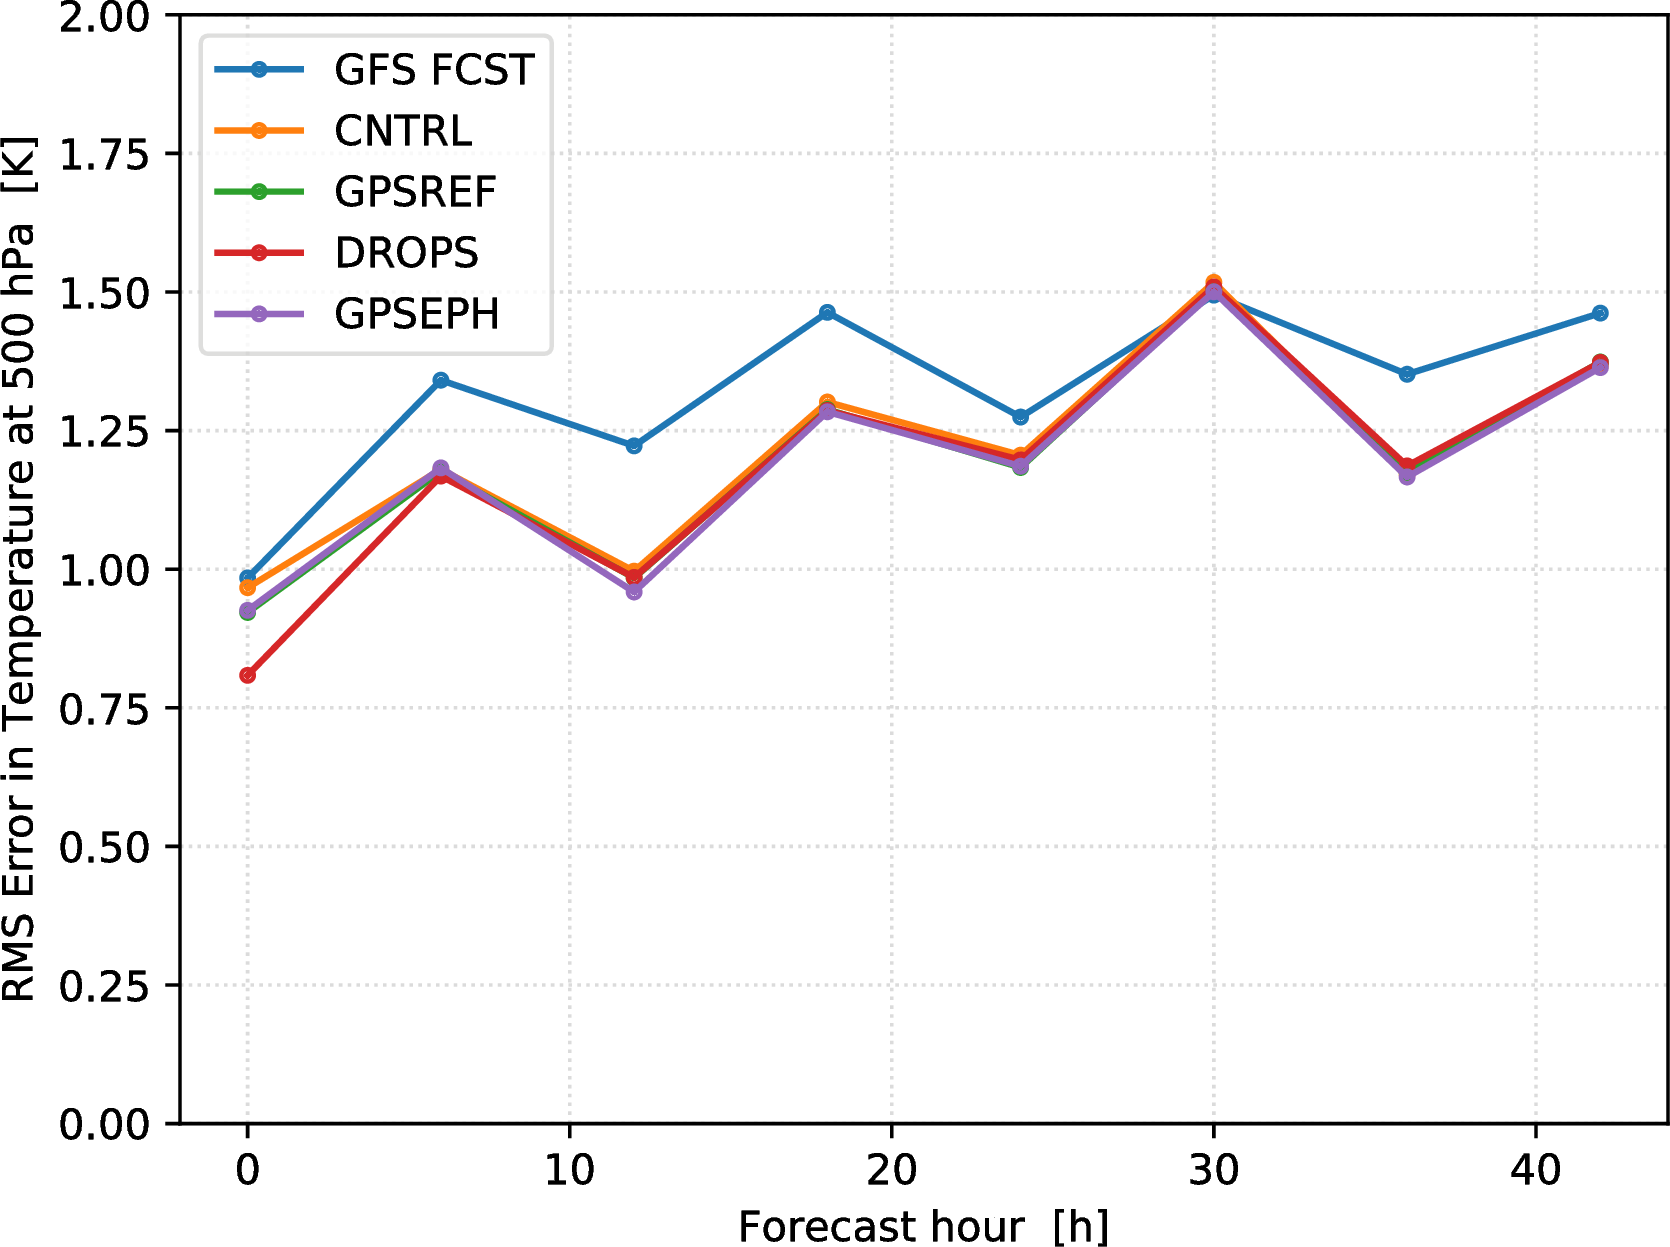 RMS Error in Temperature at 500 hPa [K]
2.00
1.75
1.50
1.25
1.00
0.75
0.50
0.25
0.00
GFS FCST
CNTRL
GPSREF
DROPS
GPSEPH
0 10 20 30 40
Forecast hour [h]